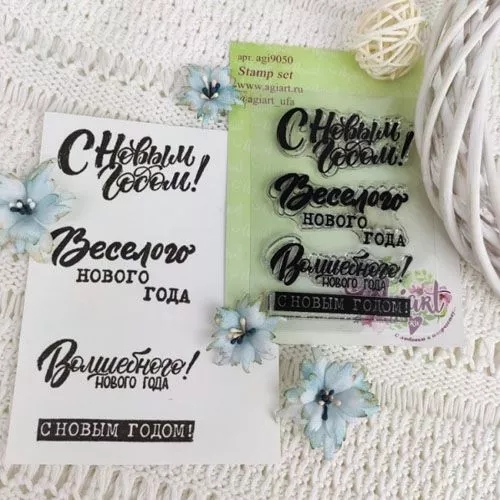 С Новым
Годом!
Веселого
НОВОГО
ГОДА
Волшебного!
НОВОГО ГОДА
С НОВЫМ ГОДОМ!
арт. agi9050
Stamp set
www.agiart.ru
@agiart_ufa
С Новым
Годом!
Веселого
НОВОГО
ГОДА
Волшебного!
НОВОГО ГОДА
С НОВЫМ ГОДОМ!
art